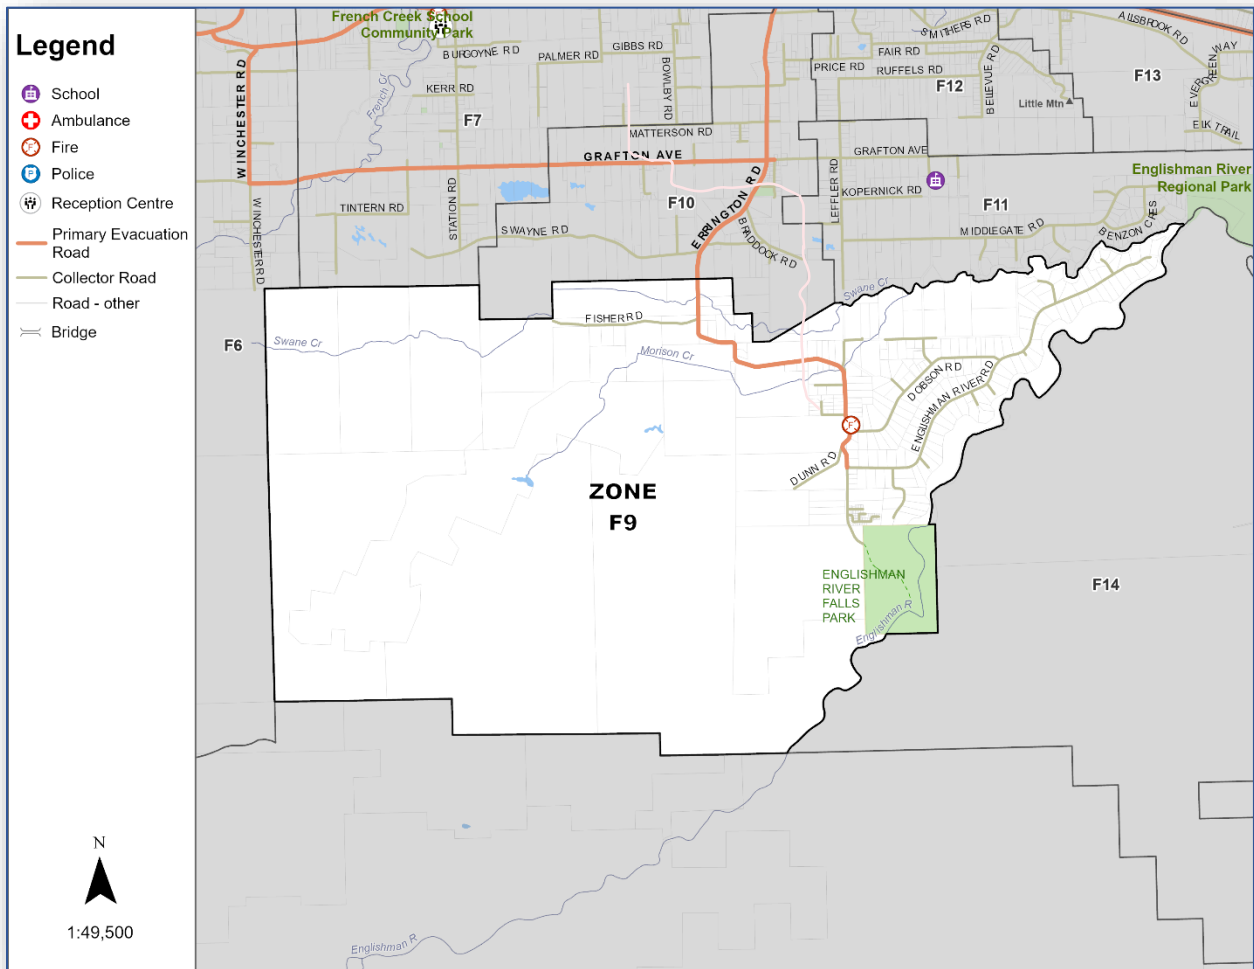 Legend
School
Ambulance
Fire
Police
Reception Centre
Primary Evacuation
Road
Collector Road
Road - other
Bridge
N
1:49,500
French Creek School
Community Park
BURGOYNE RD
PALMER RD
GIBBS RD
BOWLBY RD
KERR RD
French Cr
F7
WINCHESTER RD
MATTERSON RD
GRAFTON AVE
SMITHERS RD
FAIR RD
PRICE RD
RUFFELS RD
F12
BELLEVUE RD
Little Mtn
ALLSBROOK RD
F13
EVERGREEN WAY
ELK TRAIL
GRAFTON AVE
LEFFLER RD
KOPERNICK RD
F11
MIDDLEGATE RD
BENZON CRES
Englishman River
Regional Park
WINCHESTER RD
TINTERN RD
STATION RD
SWAYNE RD
F10
ERRINGTON RD
BRADDOCK RD
Swane Cr
F6
Swane Cr
FISHER RD
Morison Cr
DOBSON RD
ENGLISHMAN RIVER RD
F
DUNN RD
ZONE
F9
ENGLISHMAN
RIVER
FALLS
PARK
Englishman R
F14
Englishman R